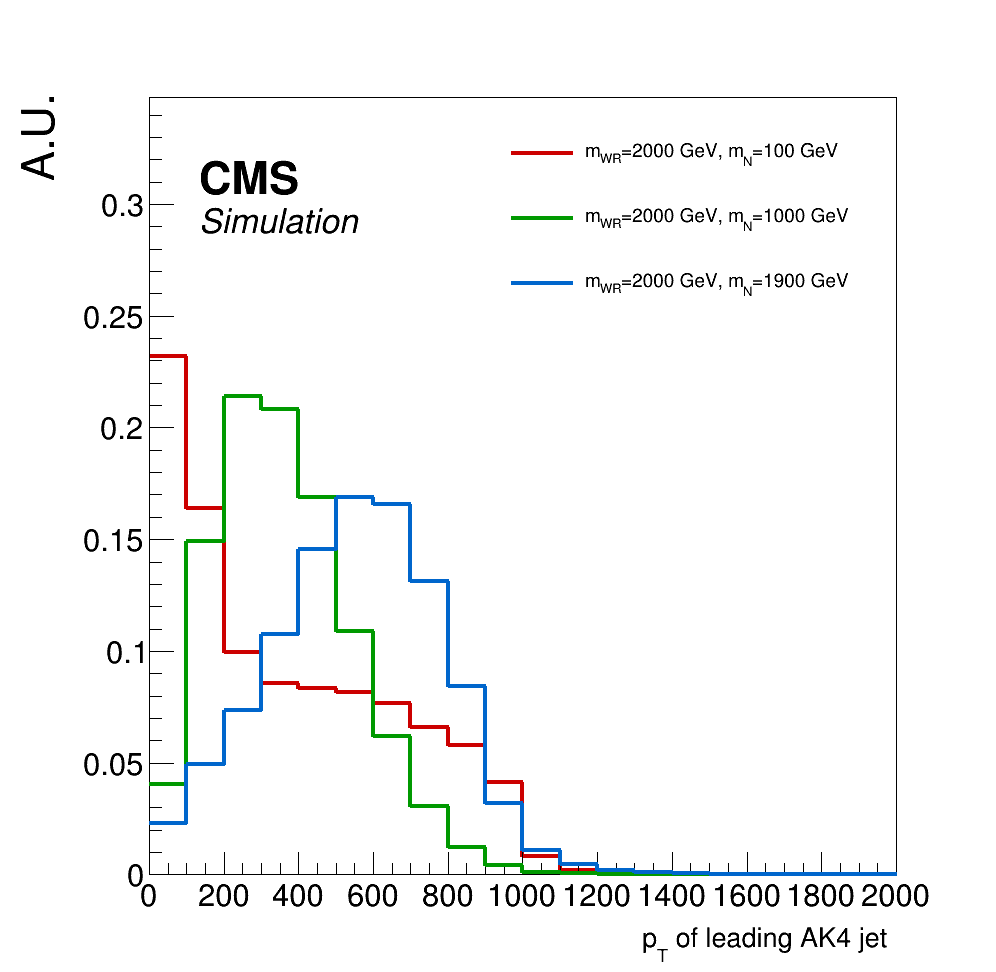 A.U.
CMS
Simulation
m_WR=2000 GeV, m_N=100 GeV
m_WR=2000 GeV, m_N=1000 GeV
m_WR=2000 GeV, m_N=1900 GeV
0.3
0.25
0.2
0.15
0.1
0.05
0
0 200 400 600 800 1000 1200 1400 1600 1800 2000
p_T of leading AK4 jet